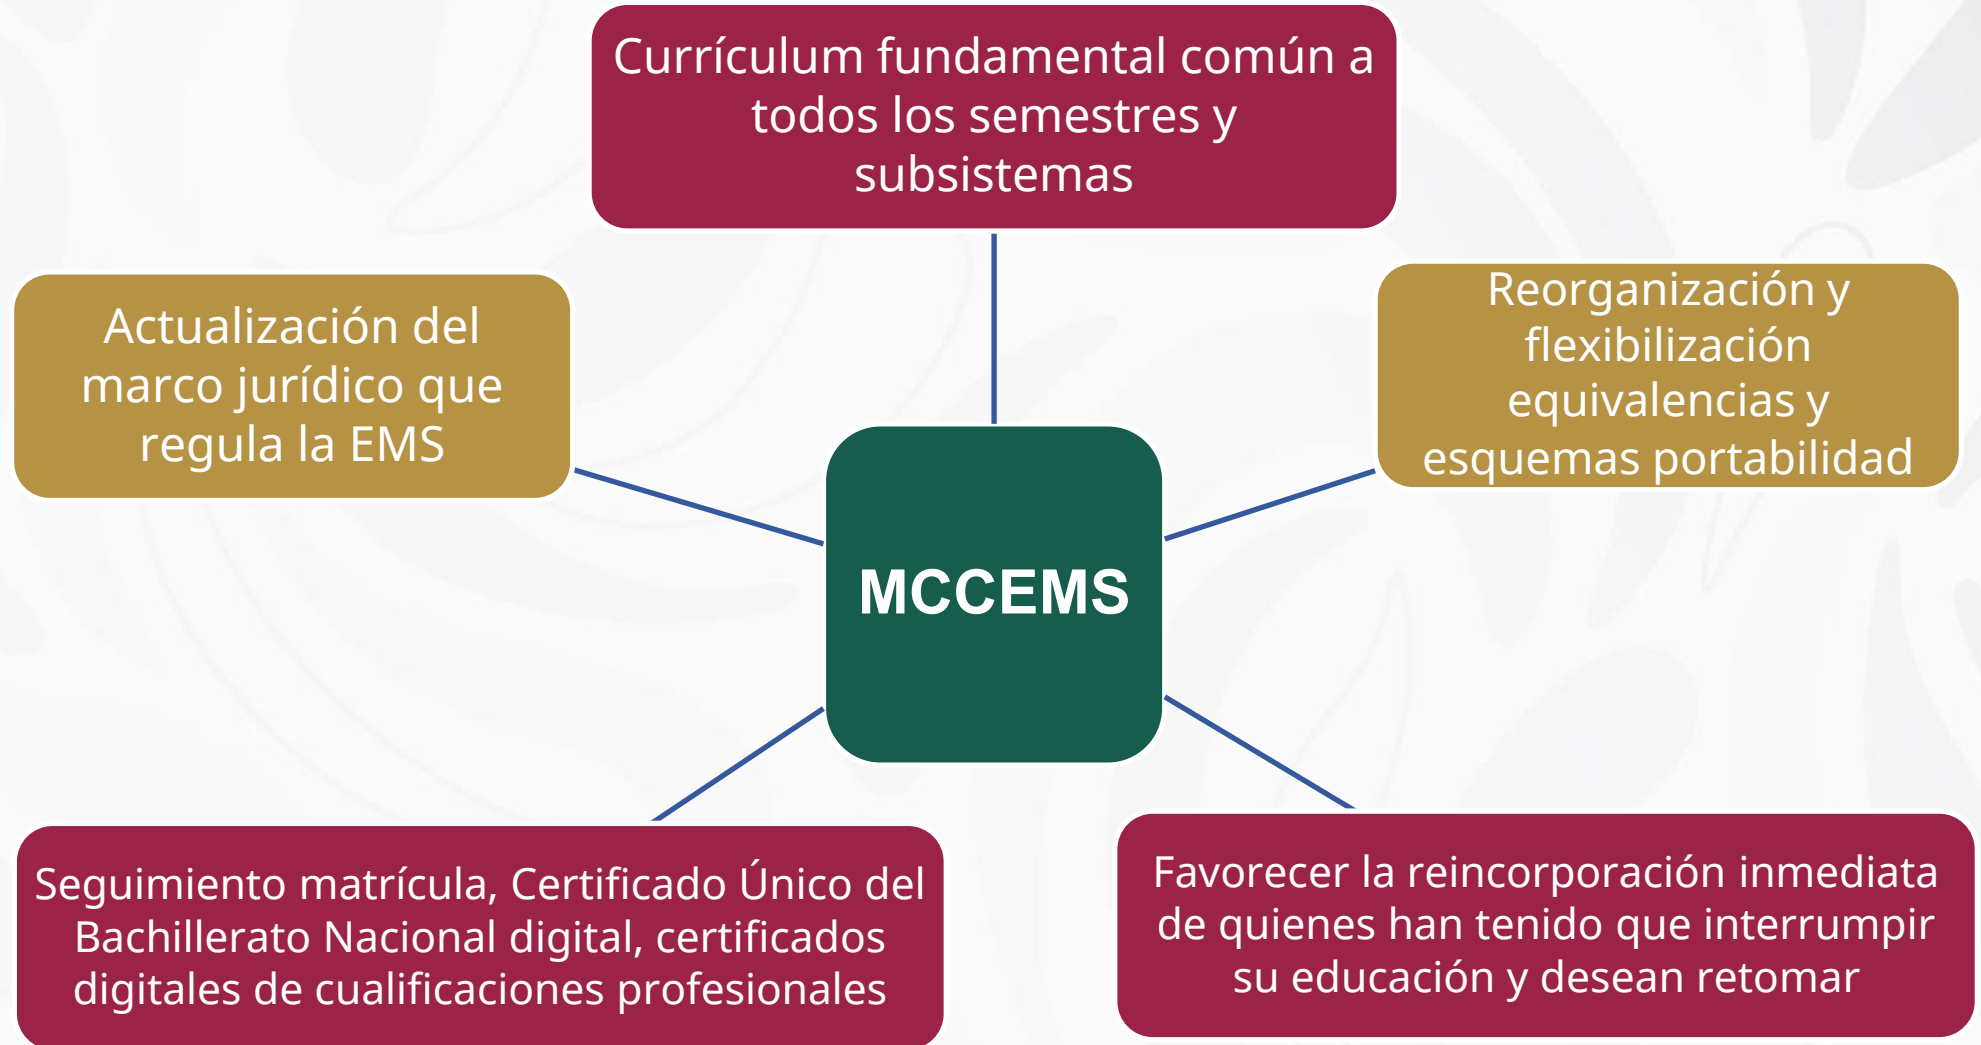 Currículum fundamental común a
todos los semestres y
subsistemas
Actualización del
marco jurídico que
regula la EMS
Reorganización y
flexibilización
equivalencias y
esquemas portabilidad
MCCEMS
Seguimiento matrícula, Certificado Único del
Bachillerato Nacional digital, certificados
digitales de cualificaciones profesionales
Favorecer la reincorporación inmediata
de quienes han tenido que interrumpir
su educación y desean retomar